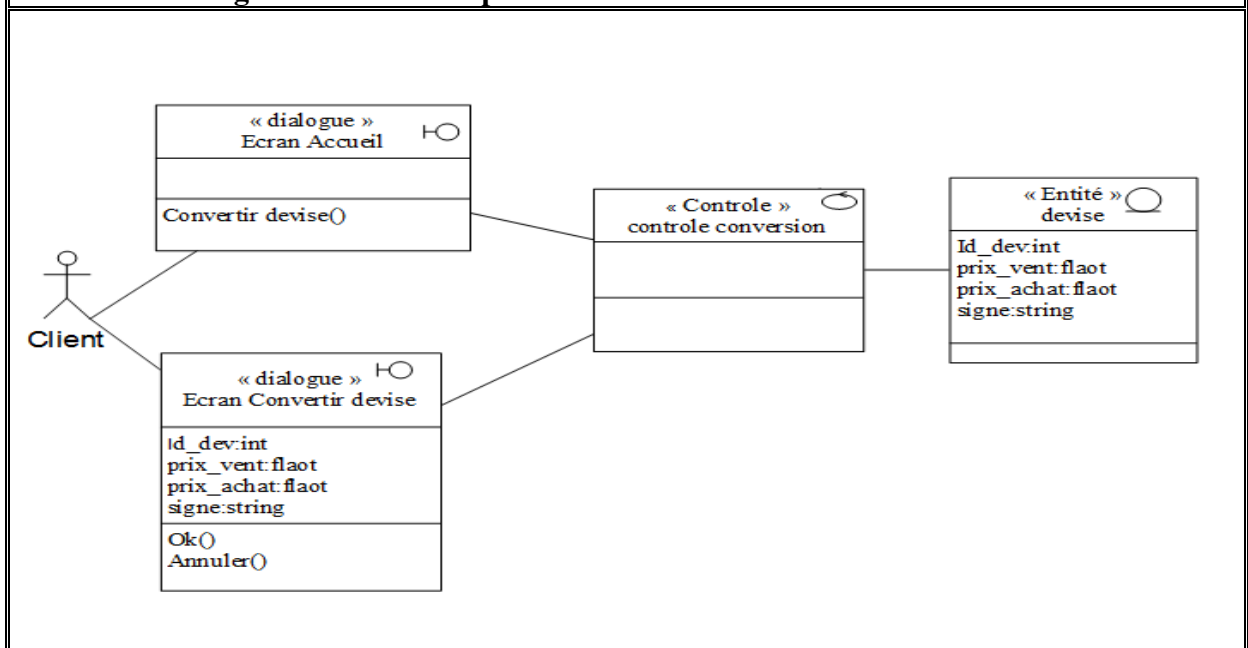 « dialogue »
Ecran Accueil
Convertir devise()
« Controle »
controle conversion
« Entité »
devise
Id_dev:int
prix_vent:flaot
prix_achat:flaot
signe:string
Client
« dialogue »
Ecran Convertir devise
Id_dev:int
prix_vent:flaot
prix_achat:flaot
signe:string
Ok()
Annuler()